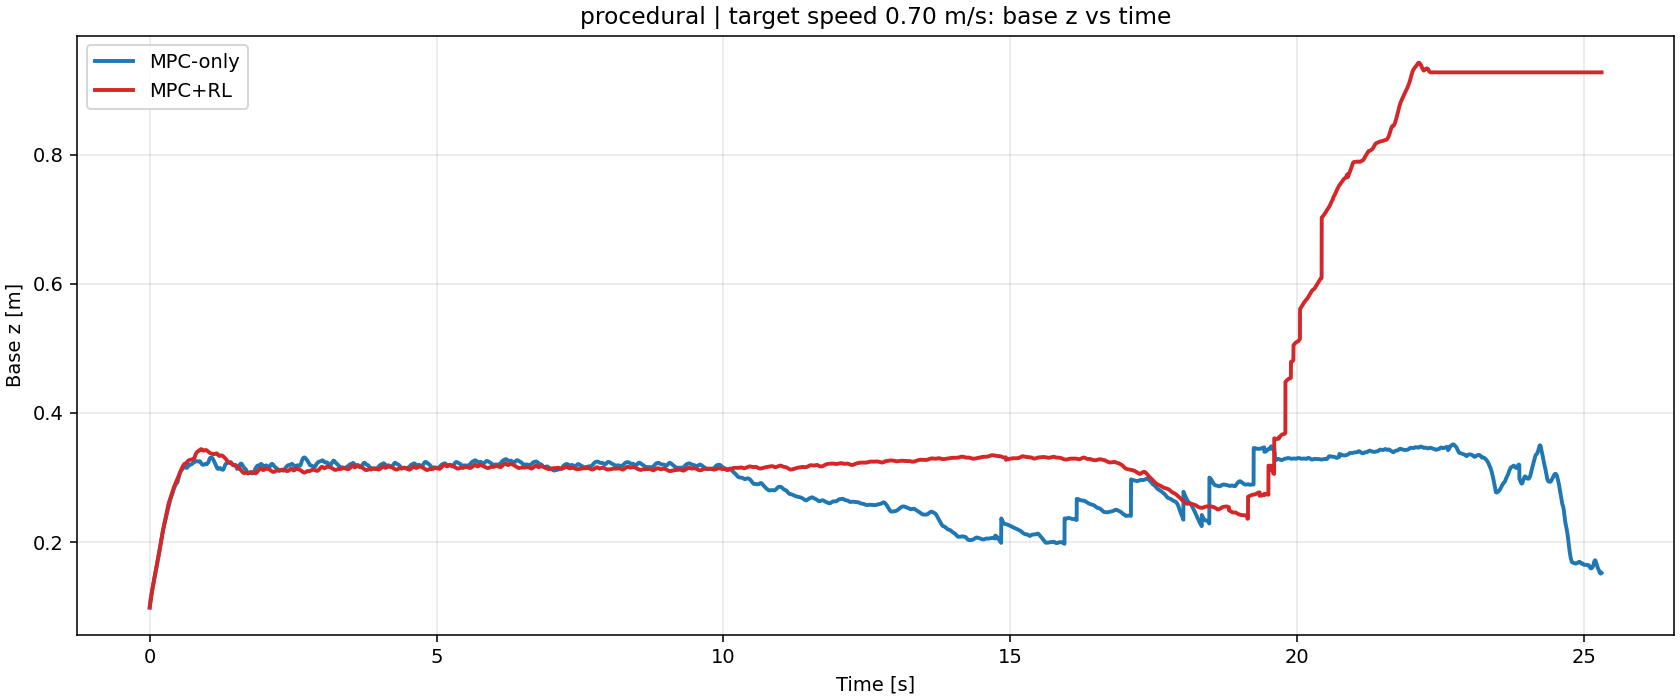 procedural | target speed 0.70 m/s: base z vs time
MPC-only
MPC+RL
Base z [m]
0.8
0.6
0.4
0.2
0
5
10
15
20
25
Time [s]